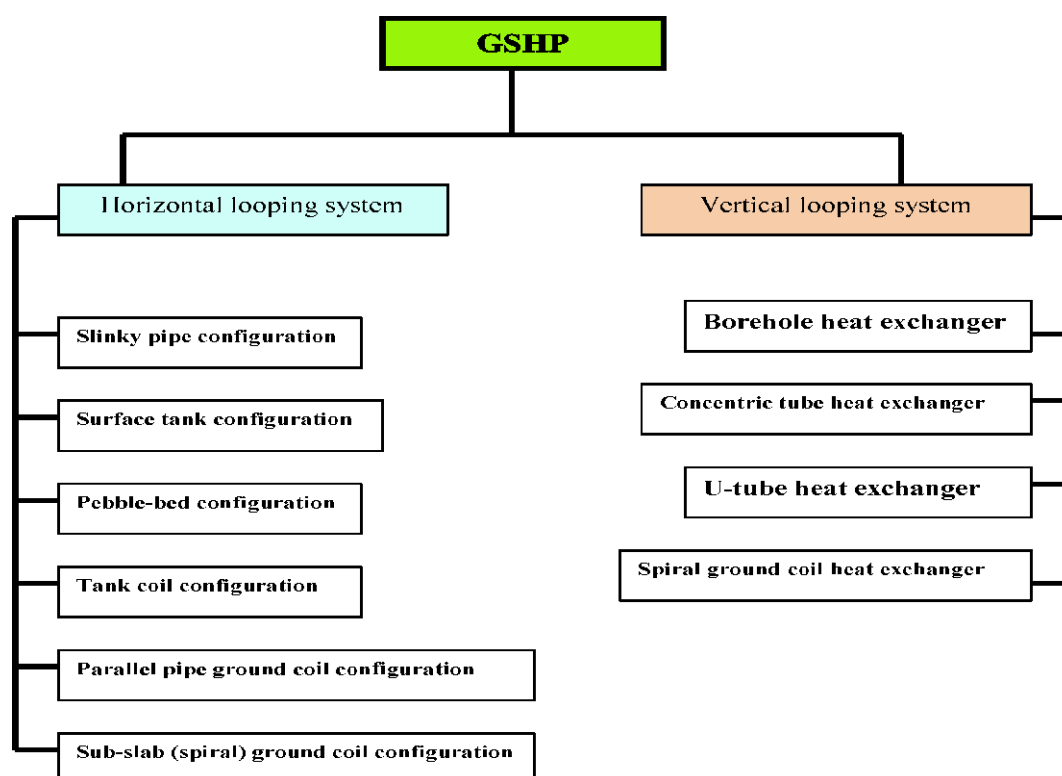 GSHP
Horizontal looping system
Vertical looping system
Slinky pipe configuration
Surface tank configuration
Pebble-bed configuration
Tank coil configuration
Parallel pipe ground coil configuration
Sub-slab (spiral) ground coil configuration
Borehole heat exchanger
Concentric tube heat exchanger
U-tube heat exchanger
Spiral ground coil heat exchanger